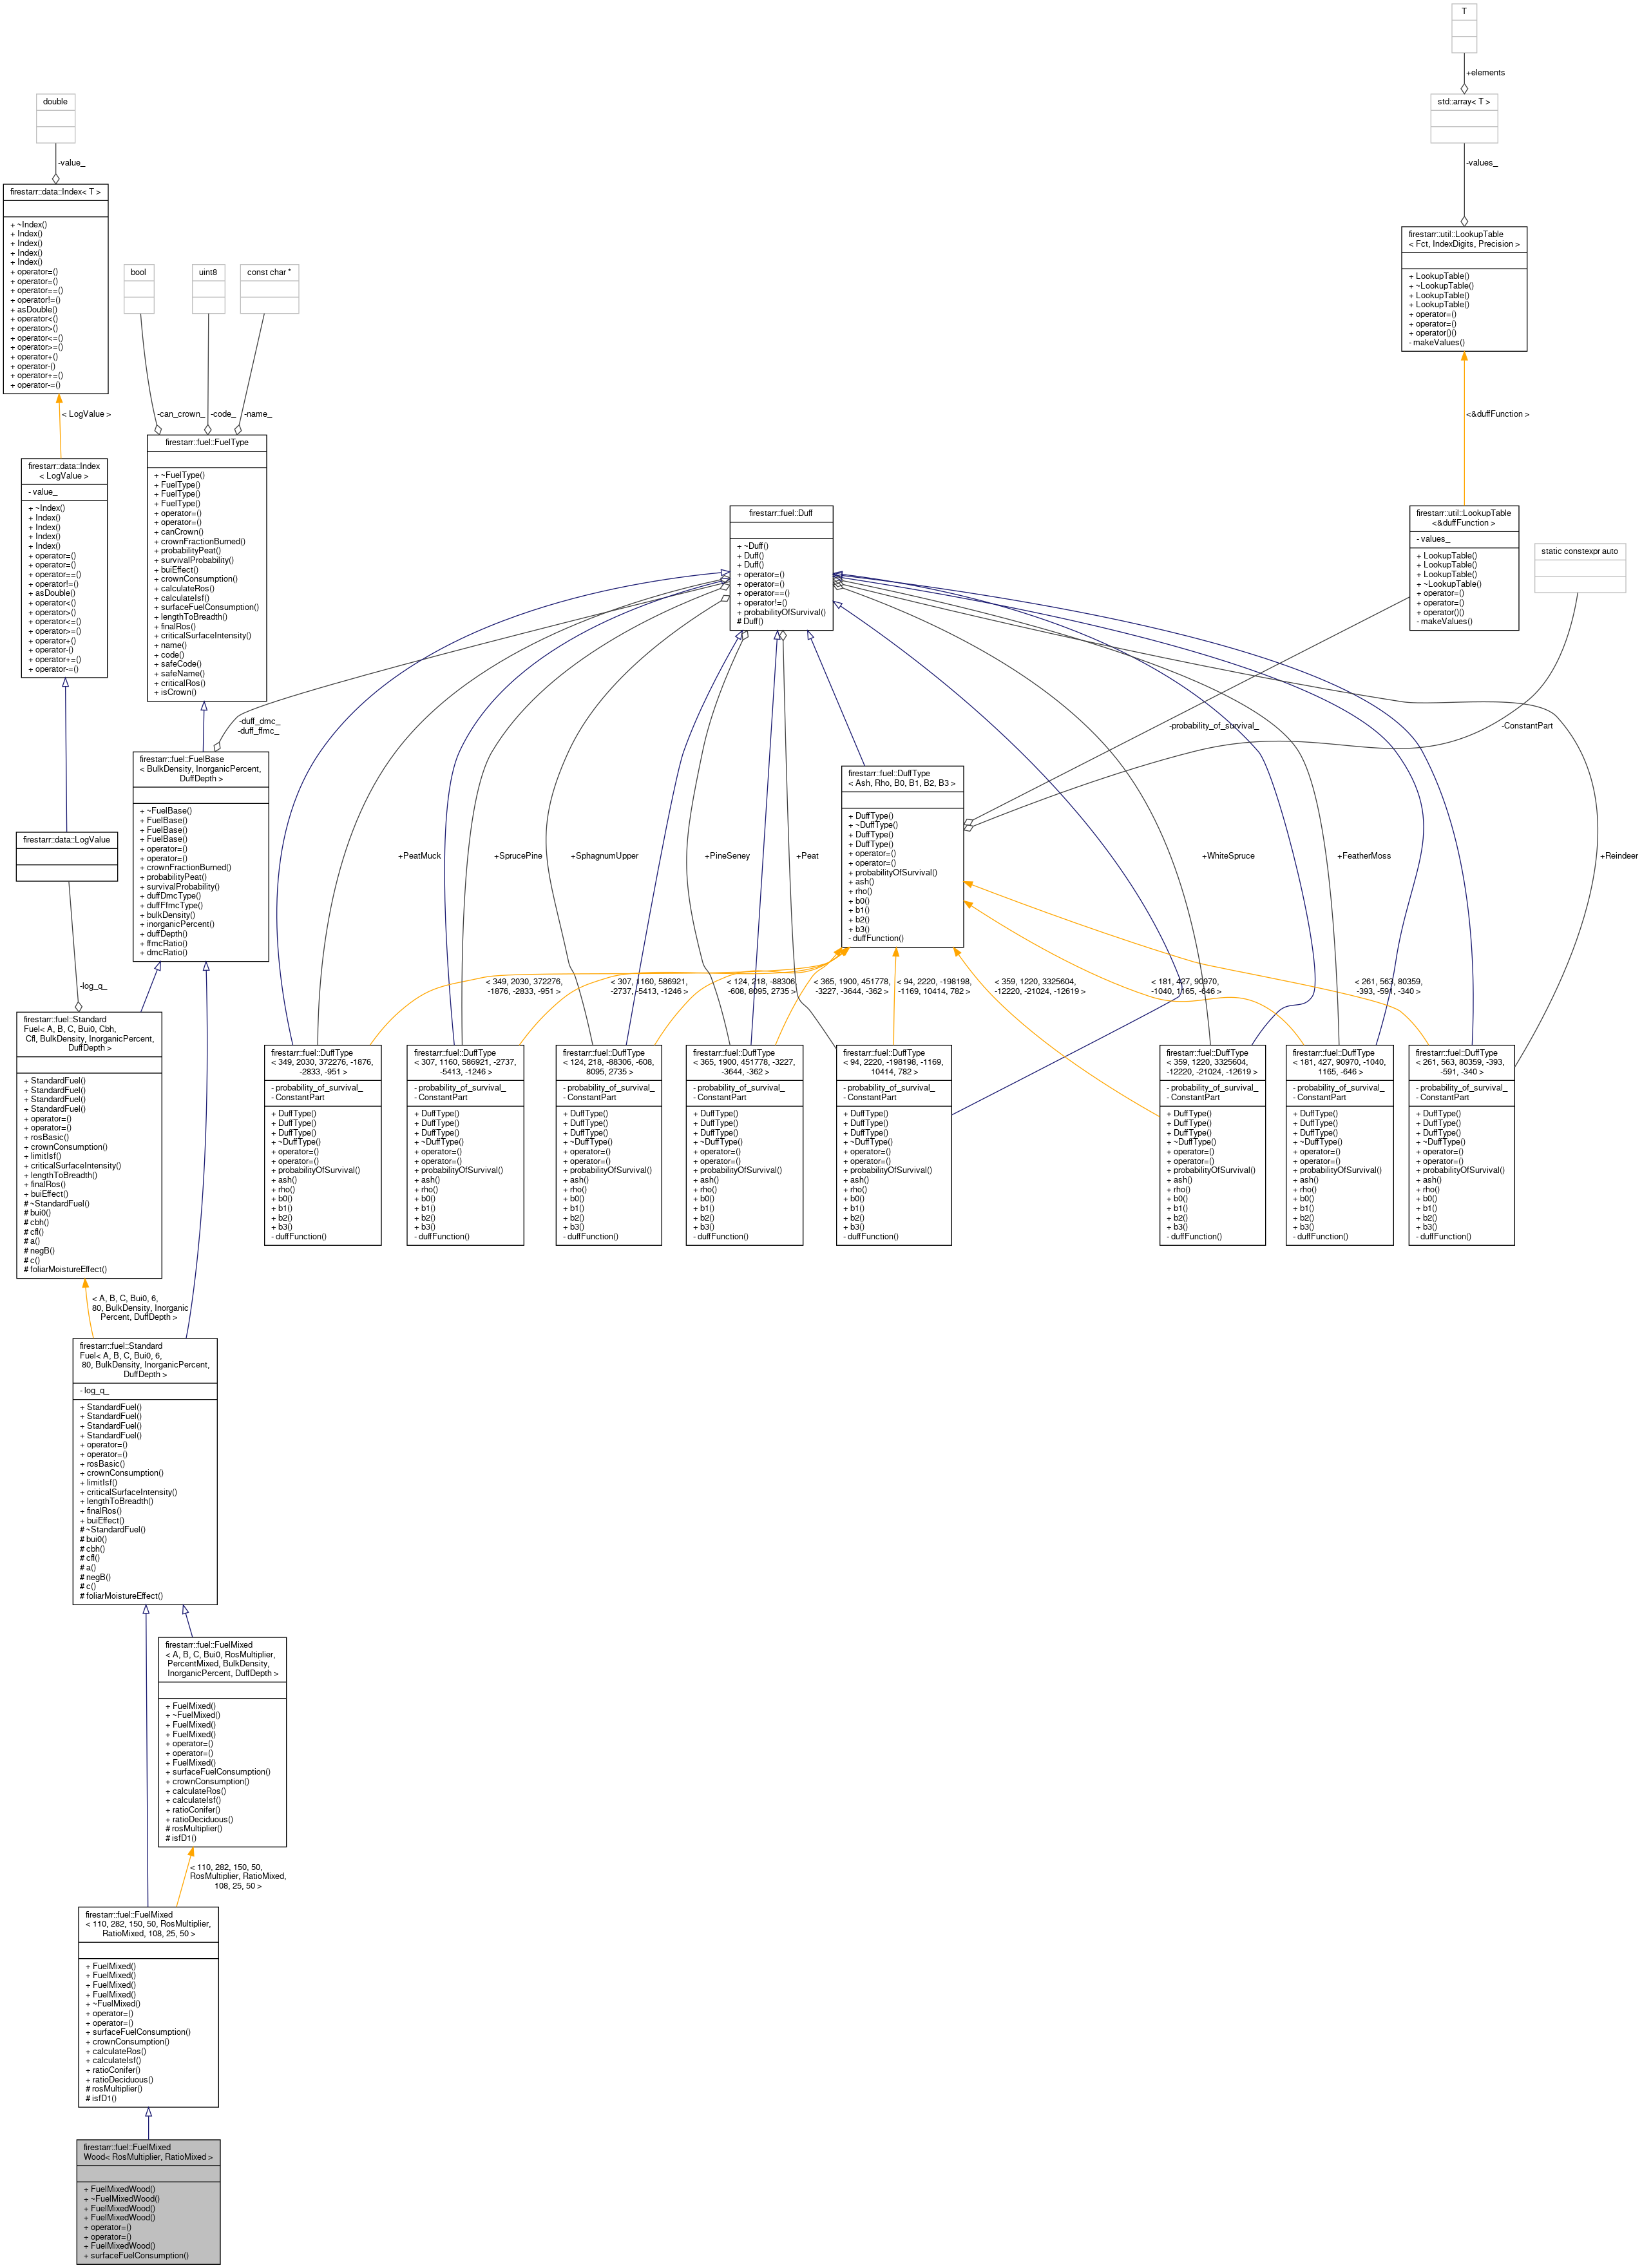 T
+elements
double
std::array< T >
-value_
-values_
firestarr::data::Index< T >
+ ~Index()
+ Index()
+ Index()
+ Index()
+ Index()
+ operator=()
+ operator=()
+ operator==()
+ operator!=()
+ asDouble()
+ operator<()
+ operator>()
+ operator<=()
+ operator>=()
+ operator+()
+ operator-()
+ operator+=()
+ operator-=()
firestarr::util::LookupTable
< Fct, IndexDigits, Precision >
+ LookupTable()
+ ~LookupTable()
+ LookupTable()
+ LookupTable()
+ operator=()
+ operator=()
+ operator()()
- makeValues()
bool
uint8
const char *
< LogValue >
-can_crown_
-code_
-name_
<&duffFunction >
firestarr::fuel::FuelType
+ ~FuelType()
+ FuelType()
+ FuelType()
+ FuelType()
+ operator=()
+ operator=()
+ canCrown()
+ crownFractionBurned()
+ probabilityPeat()
+ survivalProbability()
+ buiEffect()
+ crownConsumption()
+ calculateRos()
+ calculateIsf()
+ surfaceFuelConsumption()
+ lengthToBreadth()
+ finalRos()
+ criticalSurfaceIntensity()
+ name()
+ code()
+ safeCode()
+ safeName()
+ criticalRos()
+ isCrown()
firestarr::data::Index
< LogValue >
- value_
+ ~Index()
+ Index()
+ Index()
+ Index()
+ Index()
+ operator=()
+ operator=()
+ operator==()
+ operator!=()
+ asDouble()
+ operator<()
+ operator>()
+ operator<=()
+ operator>=()
+ operator+()
+ operator-()
+ operator+=()
+ operator-=()
firestarr::fuel::Duff
+ ~Duff()
+ Duff()
+ Duff()
+ operator=()
+ operator=()
+ operator==()
+ operator!=()
+ probabilityOfSurvival()
# Duff()
firestarr::util::LookupTable
<&duffFunction >
- values_
+ LookupTable()
+ LookupTable()
+ LookupTable()
+ ~LookupTable()
+ operator=()
+ operator=()
+ operator()()
- makeValues()
static constexpr auto
-duff_dmc_
-duff_ffmc_
-probability_of_survival_
-ConstantPart
firestarr::fuel::FuelBase
< BulkDensity, InorganicPercent,
DuffDepth >
+ ~FuelBase()
+ FuelBase()
+ FuelBase()
+ FuelBase()
+ operator=()
+ operator=()
+ crownFractionBurned()
+ probabilityPeat()
+ survivalProbability()
+ duffDmcType()
+ duffFfmcType()
+ bulkDensity()
+ inorganicPercent()
+ duffDepth()
+ ffmcRatio()
+ dmcRatio()
firestarr::fuel::DuffType
< Ash, Rho, B0, B1, B2, B3 >
+ DuffType()
+ ~DuffType()
+ DuffType()
+ DuffType()
+ operator=()
+ operator=()
+ probabilityOfSurvival()
+ ash()
+ rho()
+ b0()
+ b1()
+ b2()
+ b3()
- duffFunction()
firestarr::data::LogValue
+PeatMuck
+SprucePine
+SphagnumUpper
+PineSeney
+Peat
+WhiteSpruce
+FeatherMoss
+Reindeer
-log_q_
< 349, 2030, 372276,
-1876, -2833, -951 >
< 307, 1160, 586921,
-2737, -5413, -1246 >
< 124, 218, -88306,
-608, 8095, 2735 >
< 365, 1900, 451778,
-3227, -3644, -362 >
< 94, 2220, -198198,
-1169, 10414, 782 >
< 359, 1220, 3325604,
-12220, -21024, -12619 >
< 181, 427, 90970,
-1040, 1165, -646 >
< 261, 563, 80359,
-393, -591, -340 >
firestarr::fuel::Standard
Fuel< A, B, C, Bui0, Cbh,
Cfl, BulkDensity, InorganicPercent,
DuffDepth >
+ StandardFuel()
+ StandardFuel()
+ StandardFuel()
+ StandardFuel()
+ operator=()
+ operator=()
+ rosBasic()
+ crownConsumption()
+ limitIsf()
+ criticalSurfaceIntensity()
+ lengthToBreadth()
+ finalRos()
+ buiEffect()
# ~StandardFuel()
# bui0()
# cbh()
# cfl()
# a()
# negB()
# c()
# foliarMoistureEffect()
firestarr::fuel::DuffType
< 349, 2030, 372276, -1876,
-2833, -951 >
- probability_of_survival_
- ConstantPart
+ DuffType()
+ DuffType()
+ DuffType()
+ ~DuffType()
+ operator=()
+ operator=()
+ probabilityOfSurvival()
+ ash()
+ rho()
+ b0()
+ b1()
+ b2()
+ b3()
- duffFunction()
firestarr::fuel::DuffType
< 307, 1160, 586921, -2737,
-5413, -1246 >
- probability_of_survival_
- ConstantPart
+ DuffType()
+ DuffType()
+ DuffType()
+ ~DuffType()
+ operator=()
+ operator=()
+ probabilityOfSurvival()
+ ash()
+ rho()
+ b0()
+ b1()
+ b2()
+ b3()
- duffFunction()
firestarr::fuel::DuffType
< 124, 218, -88306, -608,
8095, 2735 >
- probability_of_survival_
- ConstantPart
+ DuffType()
+ DuffType()
+ DuffType()
+ ~DuffType()
+ operator=()
+ operator=()
+ probabilityOfSurvival()
+ ash()
+ rho()
+ b0()
+ b1()
+ b2()
+ b3()
- duffFunction()
firestarr::fuel::DuffType
< 365, 1900, 451778, -3227,
-3644, -362 >
- probability_of_survival_
- ConstantPart
+ DuffType()
+ DuffType()
+ DuffType()
+ ~DuffType()
+ operator=()
+ operator=()
+ probabilityOfSurvival()
+ ash()
+ rho()
+ b0()
+ b1()
+ b2()
+ b3()
- duffFunction()
firestarr::fuel::DuffType
< 94, 2220, -198198, -1169,
10414, 782 >
- probability_of_survival_
- ConstantPart
+ DuffType()
+ DuffType()
+ DuffType()
+ ~DuffType()
+ operator=()
+ operator=()
+ probabilityOfSurvival()
+ ash()
+ rho()
+ b0()
+ b1()
+ b2()
+ b3()
- duffFunction()
firestarr::fuel::DuffType
< 359, 1220, 3325604,
-12220, -21024, -12619 >
- probability_of_survival_
- ConstantPart
+ DuffType()
+ DuffType()
+ DuffType()
+ ~DuffType()
+ operator=()
+ operator=()
+ probabilityOfSurvival()
+ ash()
+ rho()
+ b0()
+ b1()
+ b2()
+ b3()
- duffFunction()
firestarr::fuel::DuffType
< 181, 427, 90970, -1040,
1165, -646 >
- probability_of_survival_
- ConstantPart
+ DuffType()
+ DuffType()
+ DuffType()
+ ~DuffType()
+ operator=()
+ operator=()
+ probabilityOfSurvival()
+ ash()
+ rho()
+ b0()
+ b1()
+ b2()
+ b3()
- duffFunction()
firestarr::fuel::DuffType
< 261, 563, 80359, -393,
-591, -340 >
- probability_of_survival_
- ConstantPart
+ DuffType()
+ DuffType()
+ DuffType()
+ ~DuffType()
+ operator=()
+ operator=()
+ probabilityOfSurvival()
+ ash()
+ rho()
+ b0()
+ b1()
+ b2()
+ b3()
- duffFunction()
< A, B, C, Bui0, 6,
80, BulkDensity, Inorganic
Percent, DuffDepth >
firestarr::fuel::Standard
Fuel< A, B, C, Bui0, 6,
80, BulkDensity, InorganicPercent,
DuffDepth >
- log_q_
+ StandardFuel()
+ StandardFuel()
+ StandardFuel()
+ StandardFuel()
+ operator=()
+ operator=()
+ rosBasic()
+ crownConsumption()
+ limitIsf()
+ criticalSurfaceIntensity()
+ lengthToBreadth()
+ finalRos()
+ buiEffect()
# ~StandardFuel()
# bui0()
# cbh()
# cfl()
# a()
# negB()
# c()
# foliarMoistureEffect()
firestarr::fuel::FuelMixed
< A, B, C, Bui0, RosMultiplier,
PercentMixed, BulkDensity,
InorganicPercent, DuffDepth >
+ FuelMixed()
+ ~FuelMixed()
+ FuelMixed()
+ FuelMixed()
+ operator=()
+ operator=()
+ FuelMixed()
+ surfaceFuelConsumption()
+ crownConsumption()
+ calculateRos()
+ calculateIsf()
+ ratioConifer()
+ ratioDeciduous()
# rosMultiplier()
# isfD1()
< 110, 282, 150, 50,
RosMultiplier, RatioMixed,
108, 25, 50 >
firestarr::fuel::FuelMixed
< 110, 282, 150, 50, RosMultiplier,
RatioMixed, 108, 25, 50 >
+ FuelMixed()
+ FuelMixed()
+ FuelMixed()
+ FuelMixed()
+ ~FuelMixed()
+ operator=()
+ operator=()
+ surfaceFuelConsumption()
+ crownConsumption()
+ calculateRos()
+ calculateIsf()
+ ratioConifer()
+ ratioDeciduous()
# rosMultiplier()
# isfD1()
firestarr::fuel::FuelMixed
Wood< RosMultiplier, RatioMixed >
+ FuelMixedWood()
+ ~FuelMixedWood()
+ FuelMixedWood()
+ FuelMixedWood()
+ operator=()
+ operator=()
+ FuelMixedWood()
+ surfaceFuelConsumption()